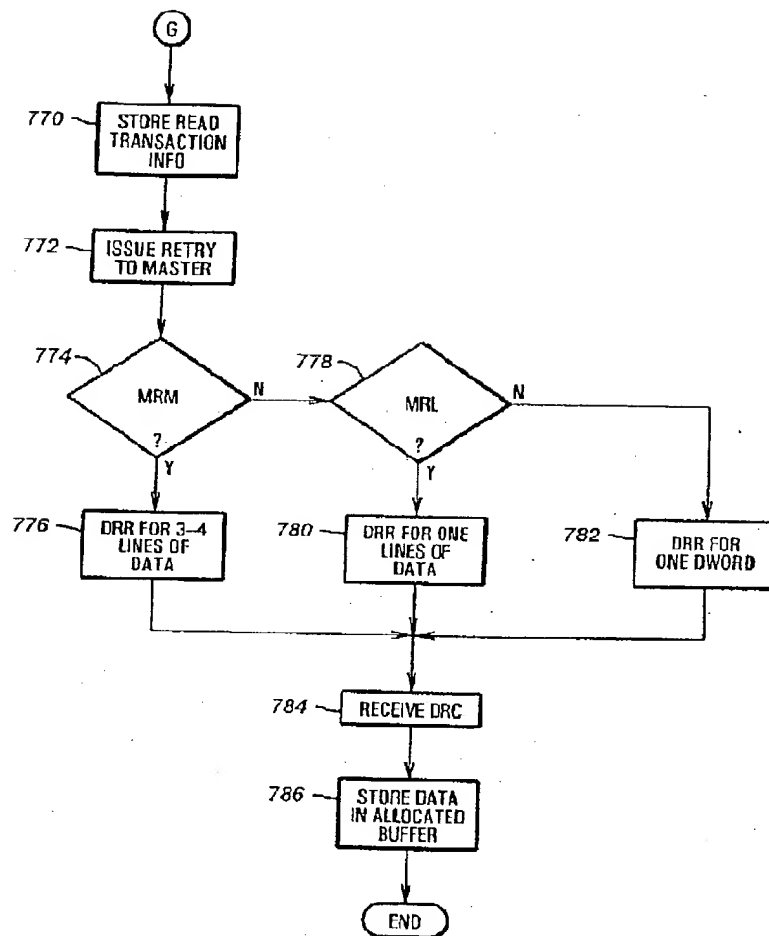 G
770
STORE READ
TRANSACTION
INFO
772
ISSUE RETRY
TO MASTER
774
MRM
?
N
Y
778
MRL
?
N
Y
776
DRR FOR 3-4
LINES OF
DATA
780
DRR FOR ONE
LINES OF
DATA
782
DRR FOR
ONE DWORD
784
RECEIVE DRC
786
STORE DATA
IN ALLOCATED
BUFFER
END